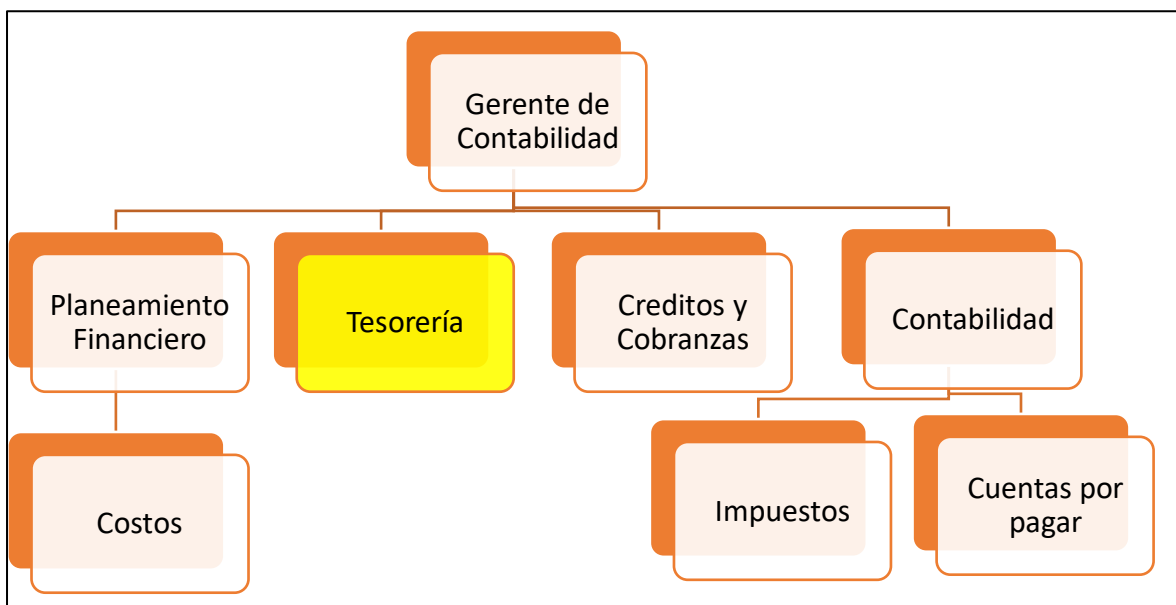 Gerente de
Contabilidad
Planeamiento
Financiero
Tesorería
Creditos y
Cobranzas
Contabilidad
Costos
Impuestos
Cuentas por
pagar